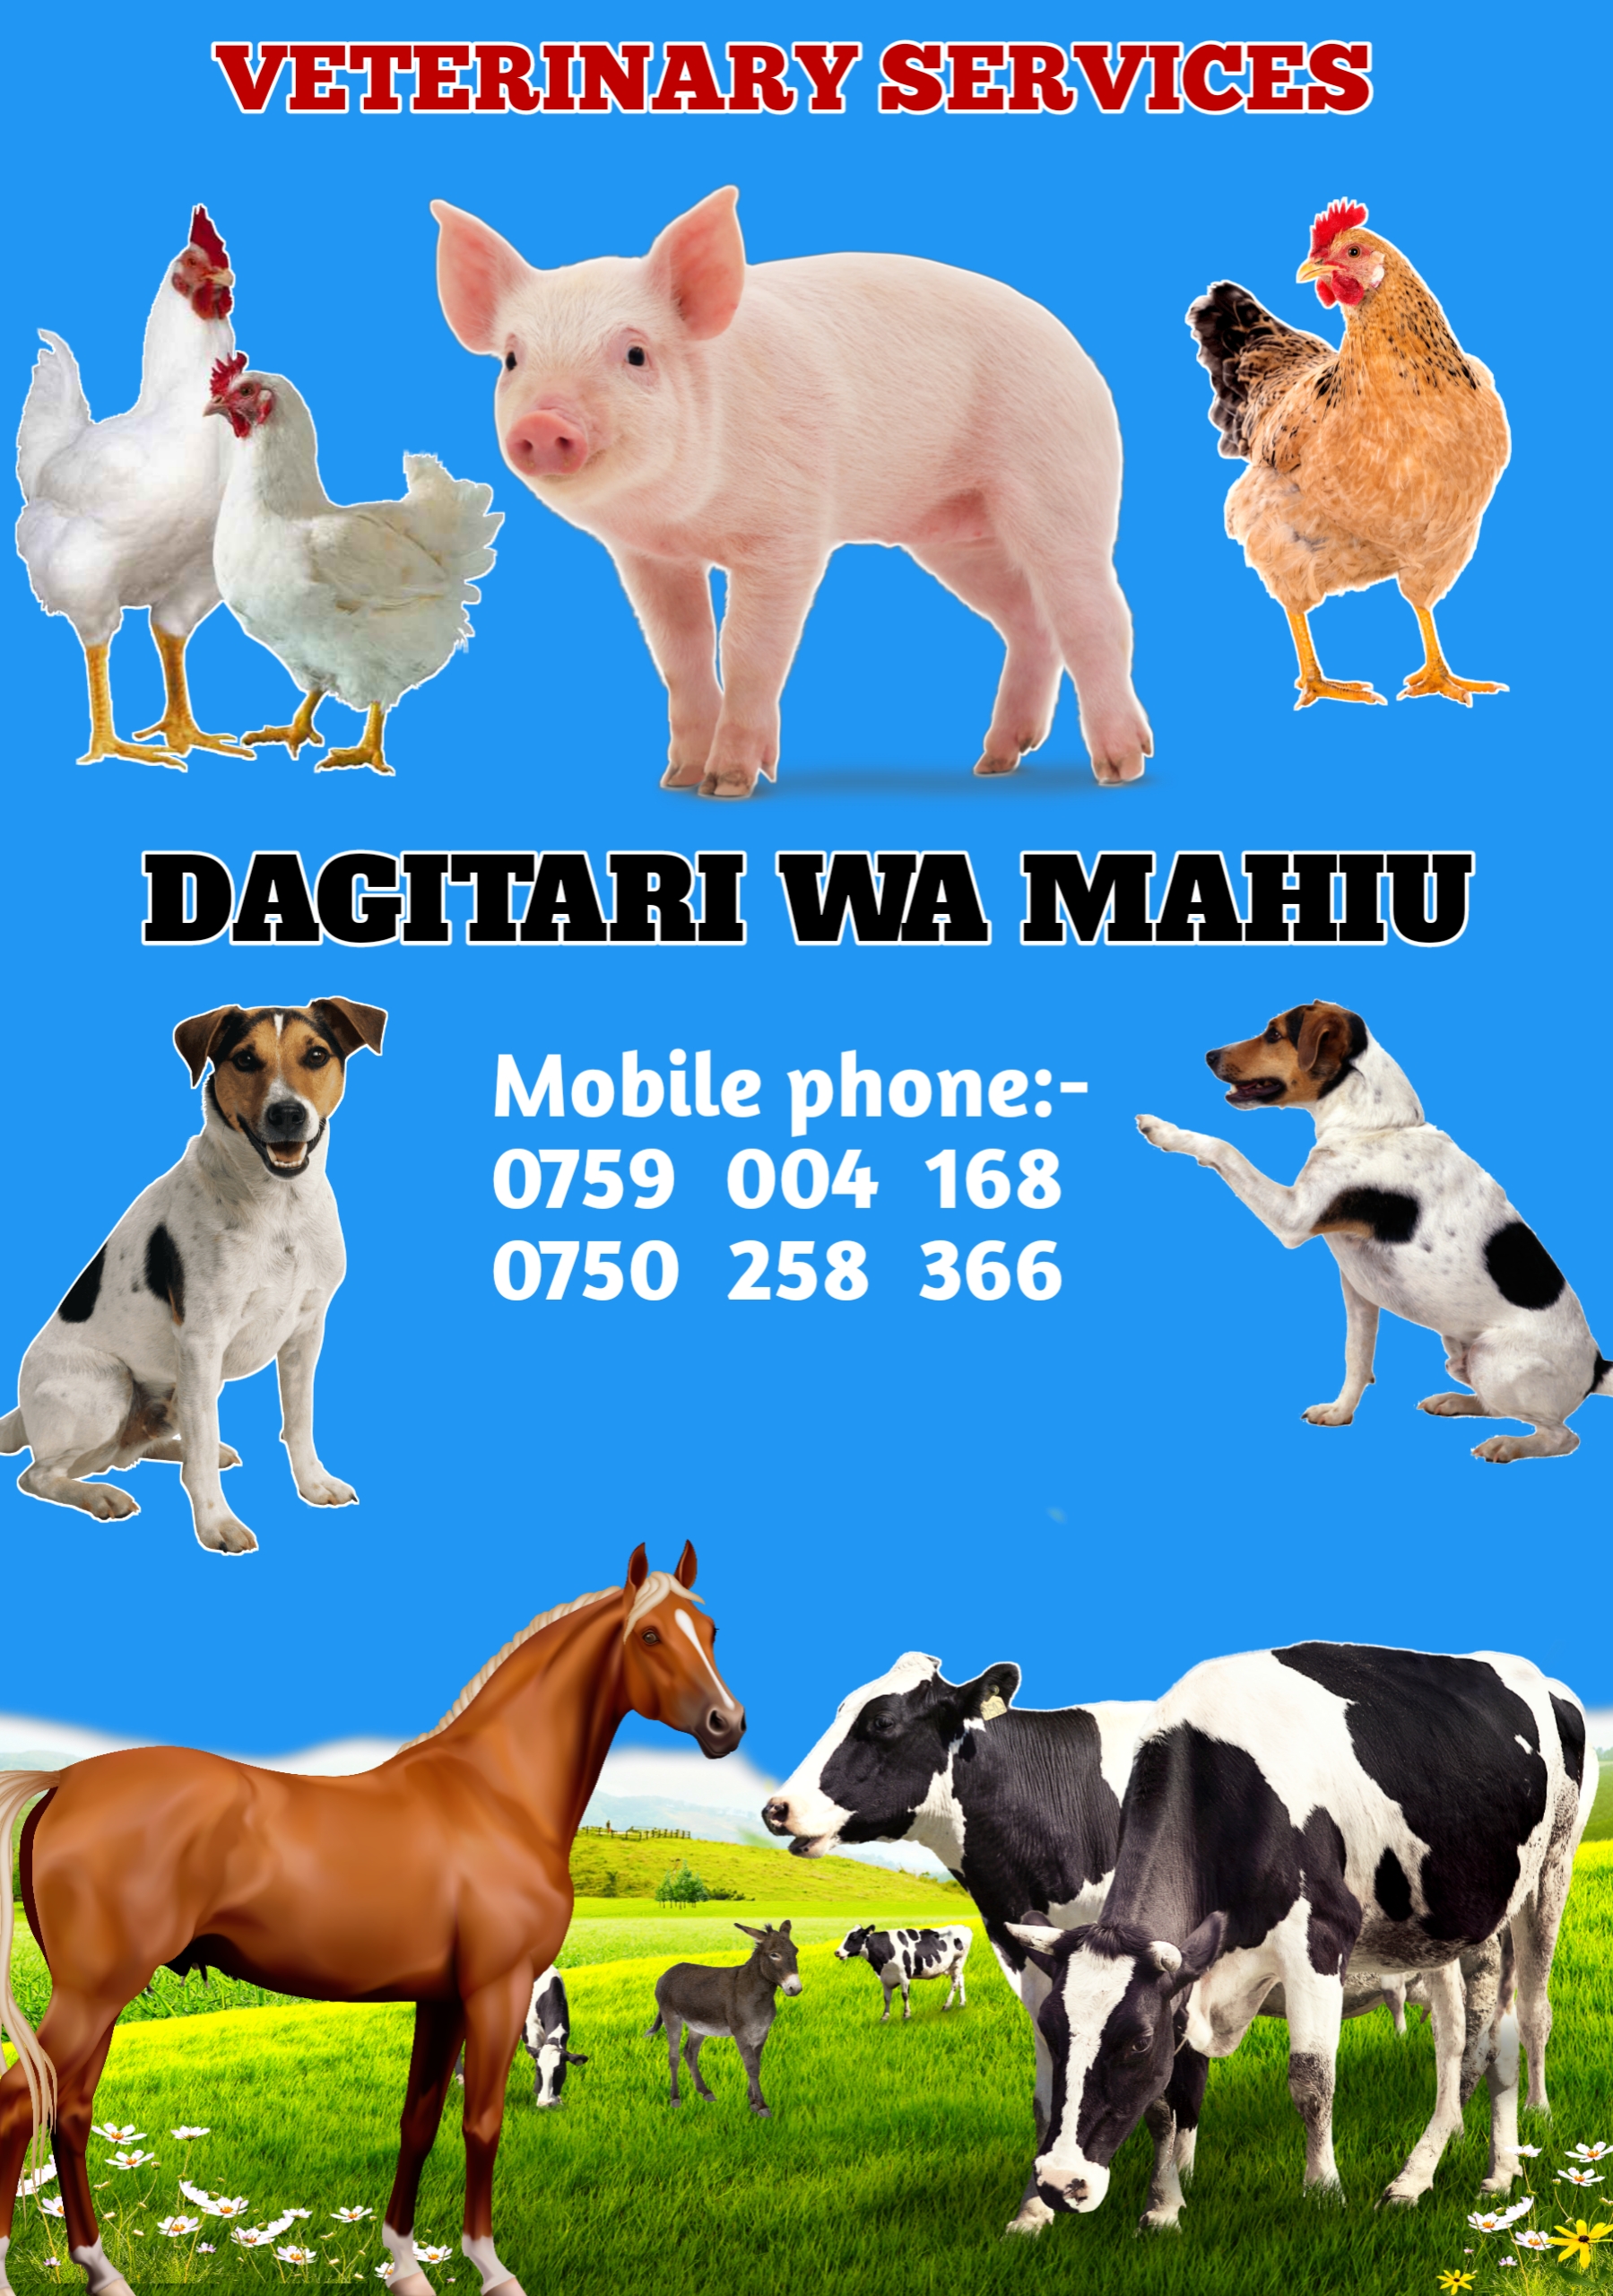 VETERINARY SERVICES
DAGITARI WA MAHIU
Mobile phone:-
0759 004 168
0750 258 366